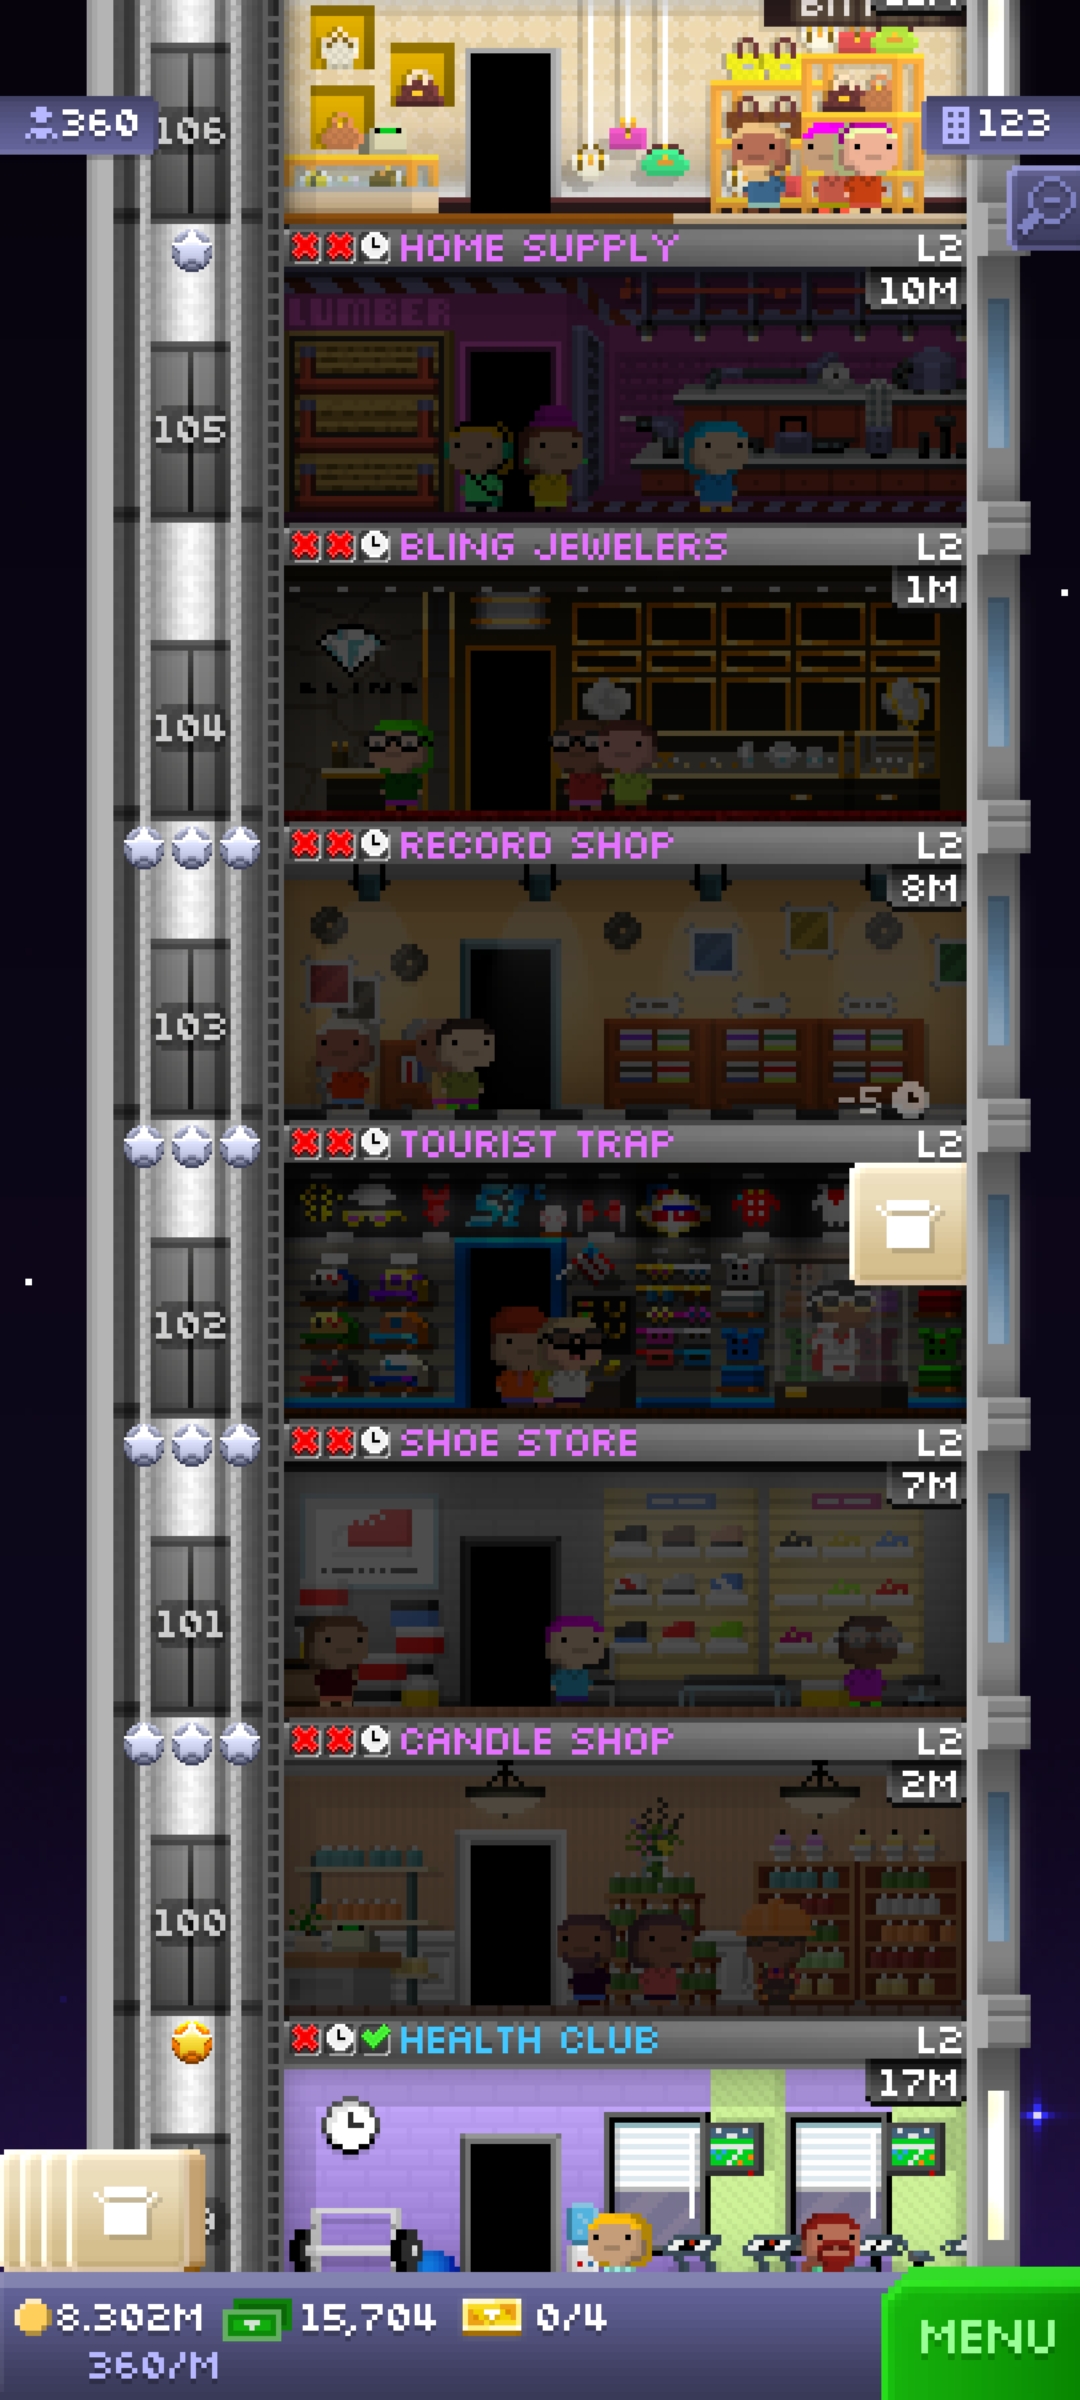 360
106
123
HOME SUPPLY L2
10M
LUMBER
105
BLING JEWELERS L2
1M
BLING
104
RECORD SHOP L2
8M
103
-5
TOURIST TRAP L2
102
SHOE STORE L2
7M
101
CANDLE SHOP L2
2M
100
HEALTH CLUB L2
17M
8.302M 15,704 0/4
360/M
MENU